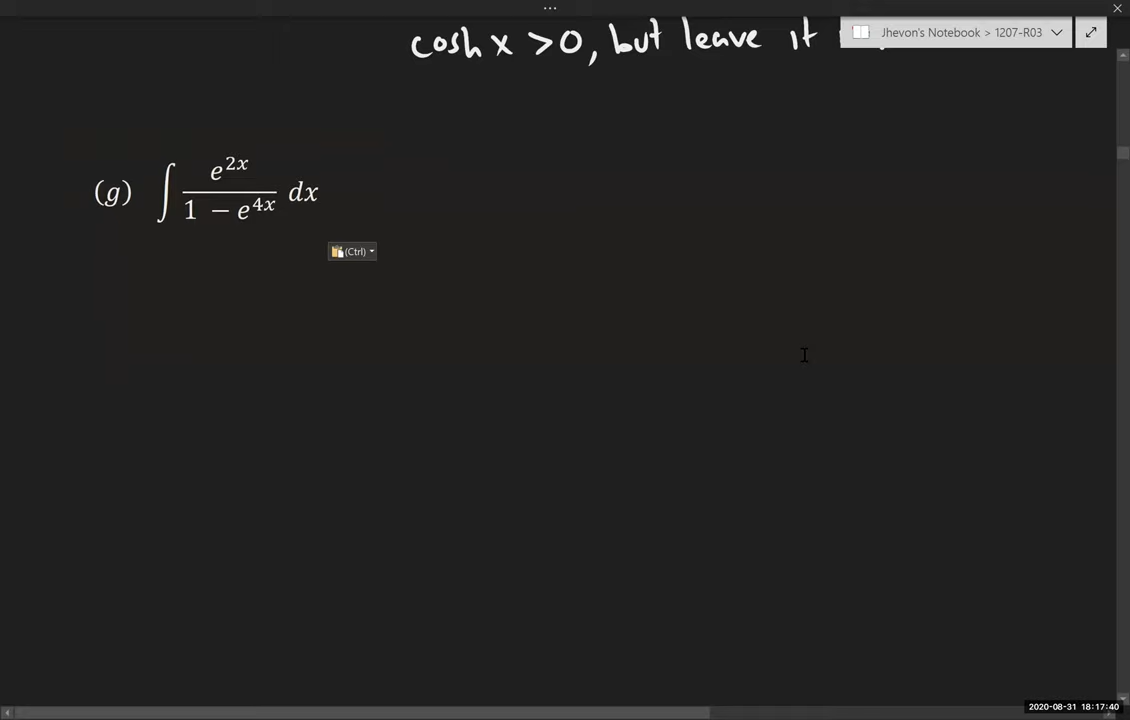 cosh x > 0, but leave it
Jhevon's Notebook > 1207-R03
(g) ∫ e^{2x} / (1 − e^{4x}) dx
(Ctrl)
2020-08-31 18:17:40